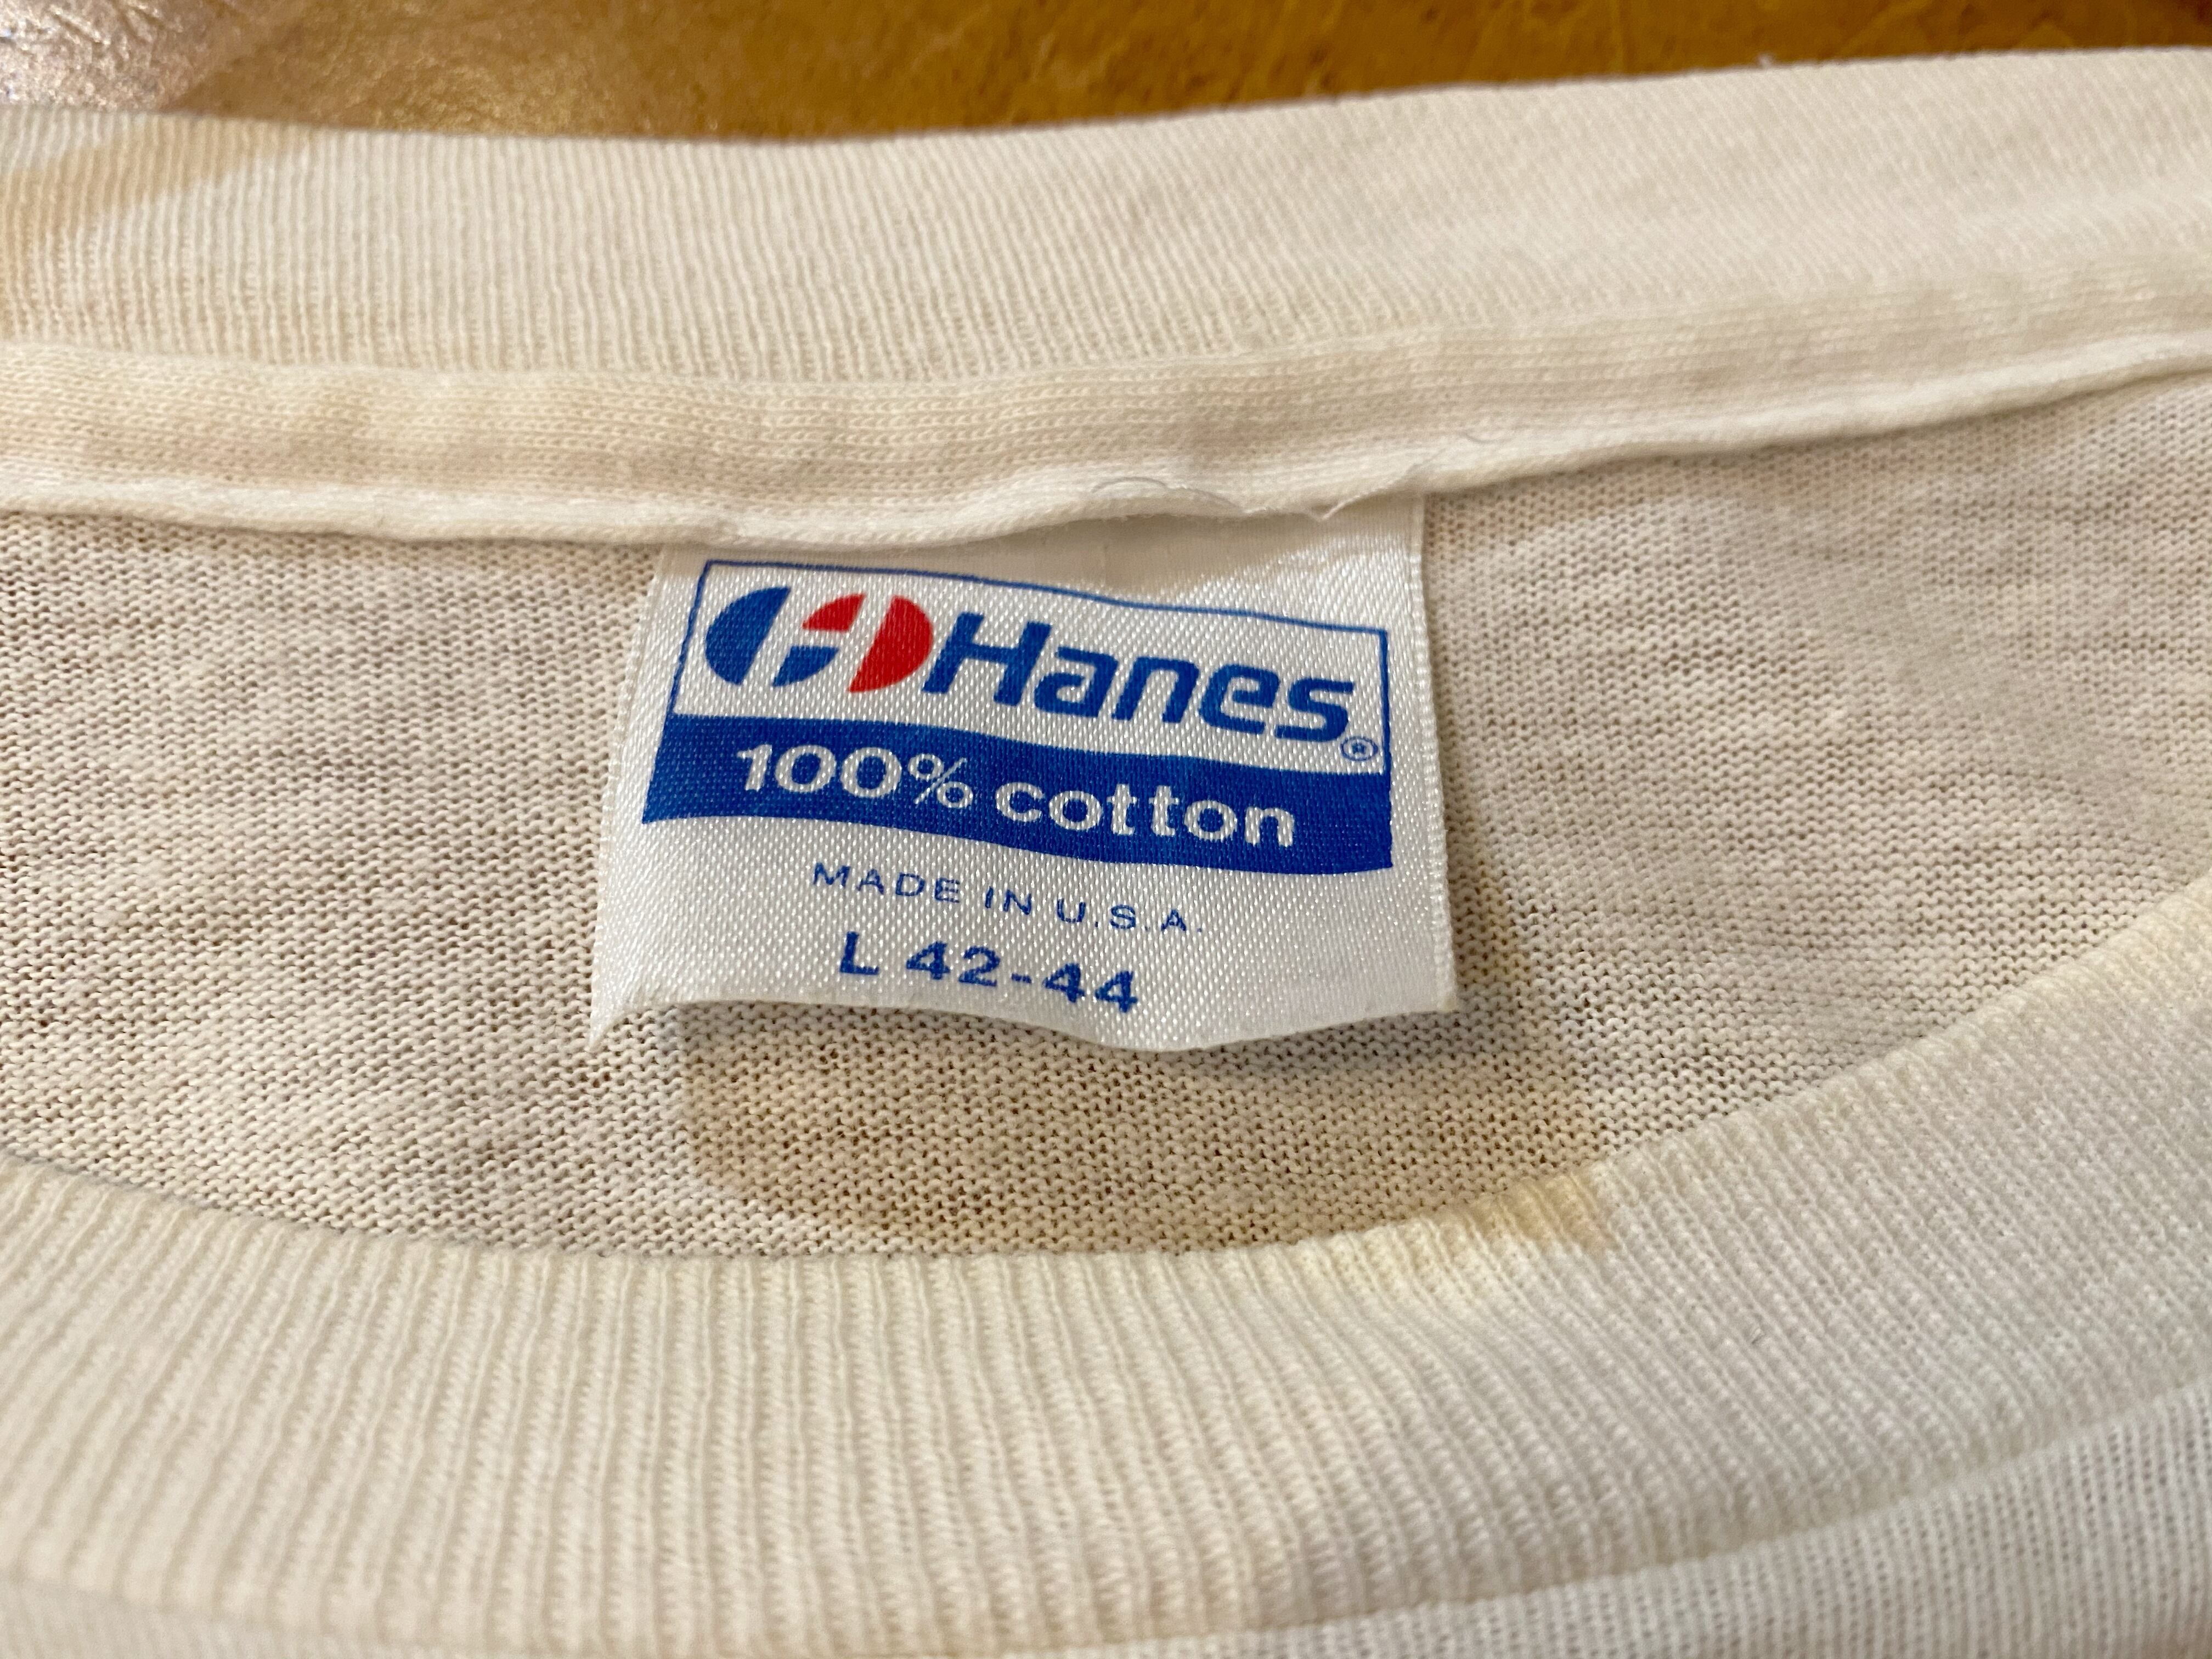 Hanes®
100% cotton
MADE IN U.S.A.
L 42-44